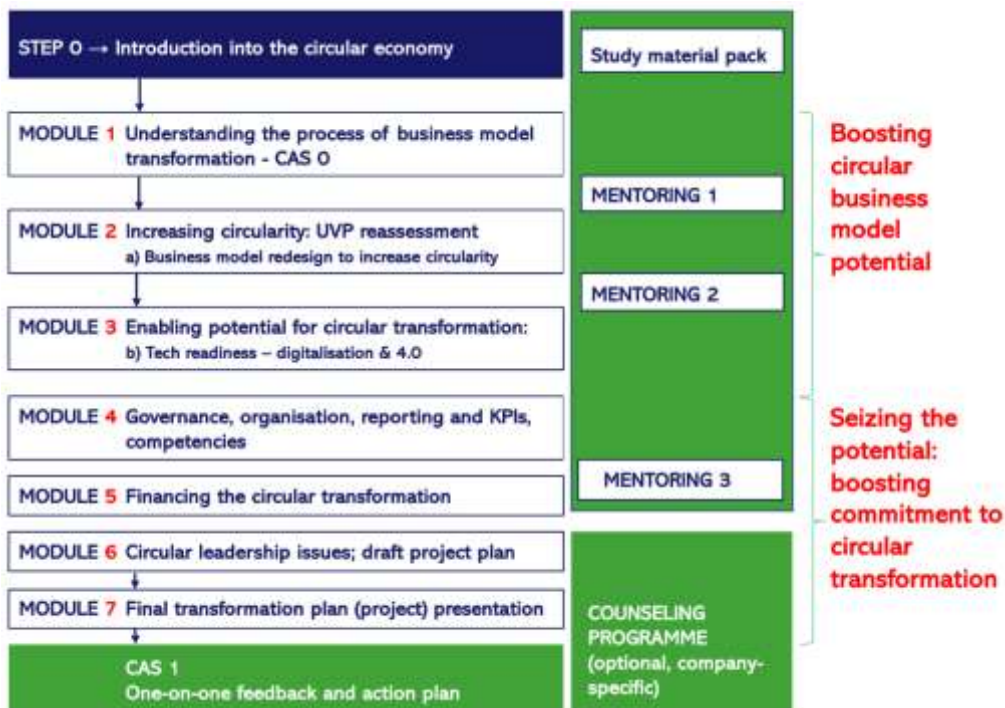 STEP 0 → Introduction into the circular economy
MODULE 1 Understanding the process of business model
transformation - CAS 0
MODULE 2 Increasing circularity: UVP reassessment
a) Business model redesign to increase circularity
MODULE 3 Enabling potential for circular transformation:
b) Tech readiness – digitalisation & 4.0
MODULE 4 Governance, organisation, reporting and KPIs,
competencies
MODULE 5 Financing the circular transformation
MODULE 6 Circular leadership issues; draft project plan
MODULE 7 Final transformation plan (project) presentation
CAS 1
One-on-one feedback and action plan
Study material pack
MENTORING 1
MENTORING 2
MENTORING 3
COUNSELING
PROGRAMME
(optional, company-
specific)
Boosting
circular
business
model
potential
Seizing the
potential:
boosting
commitment to
circular
transformation